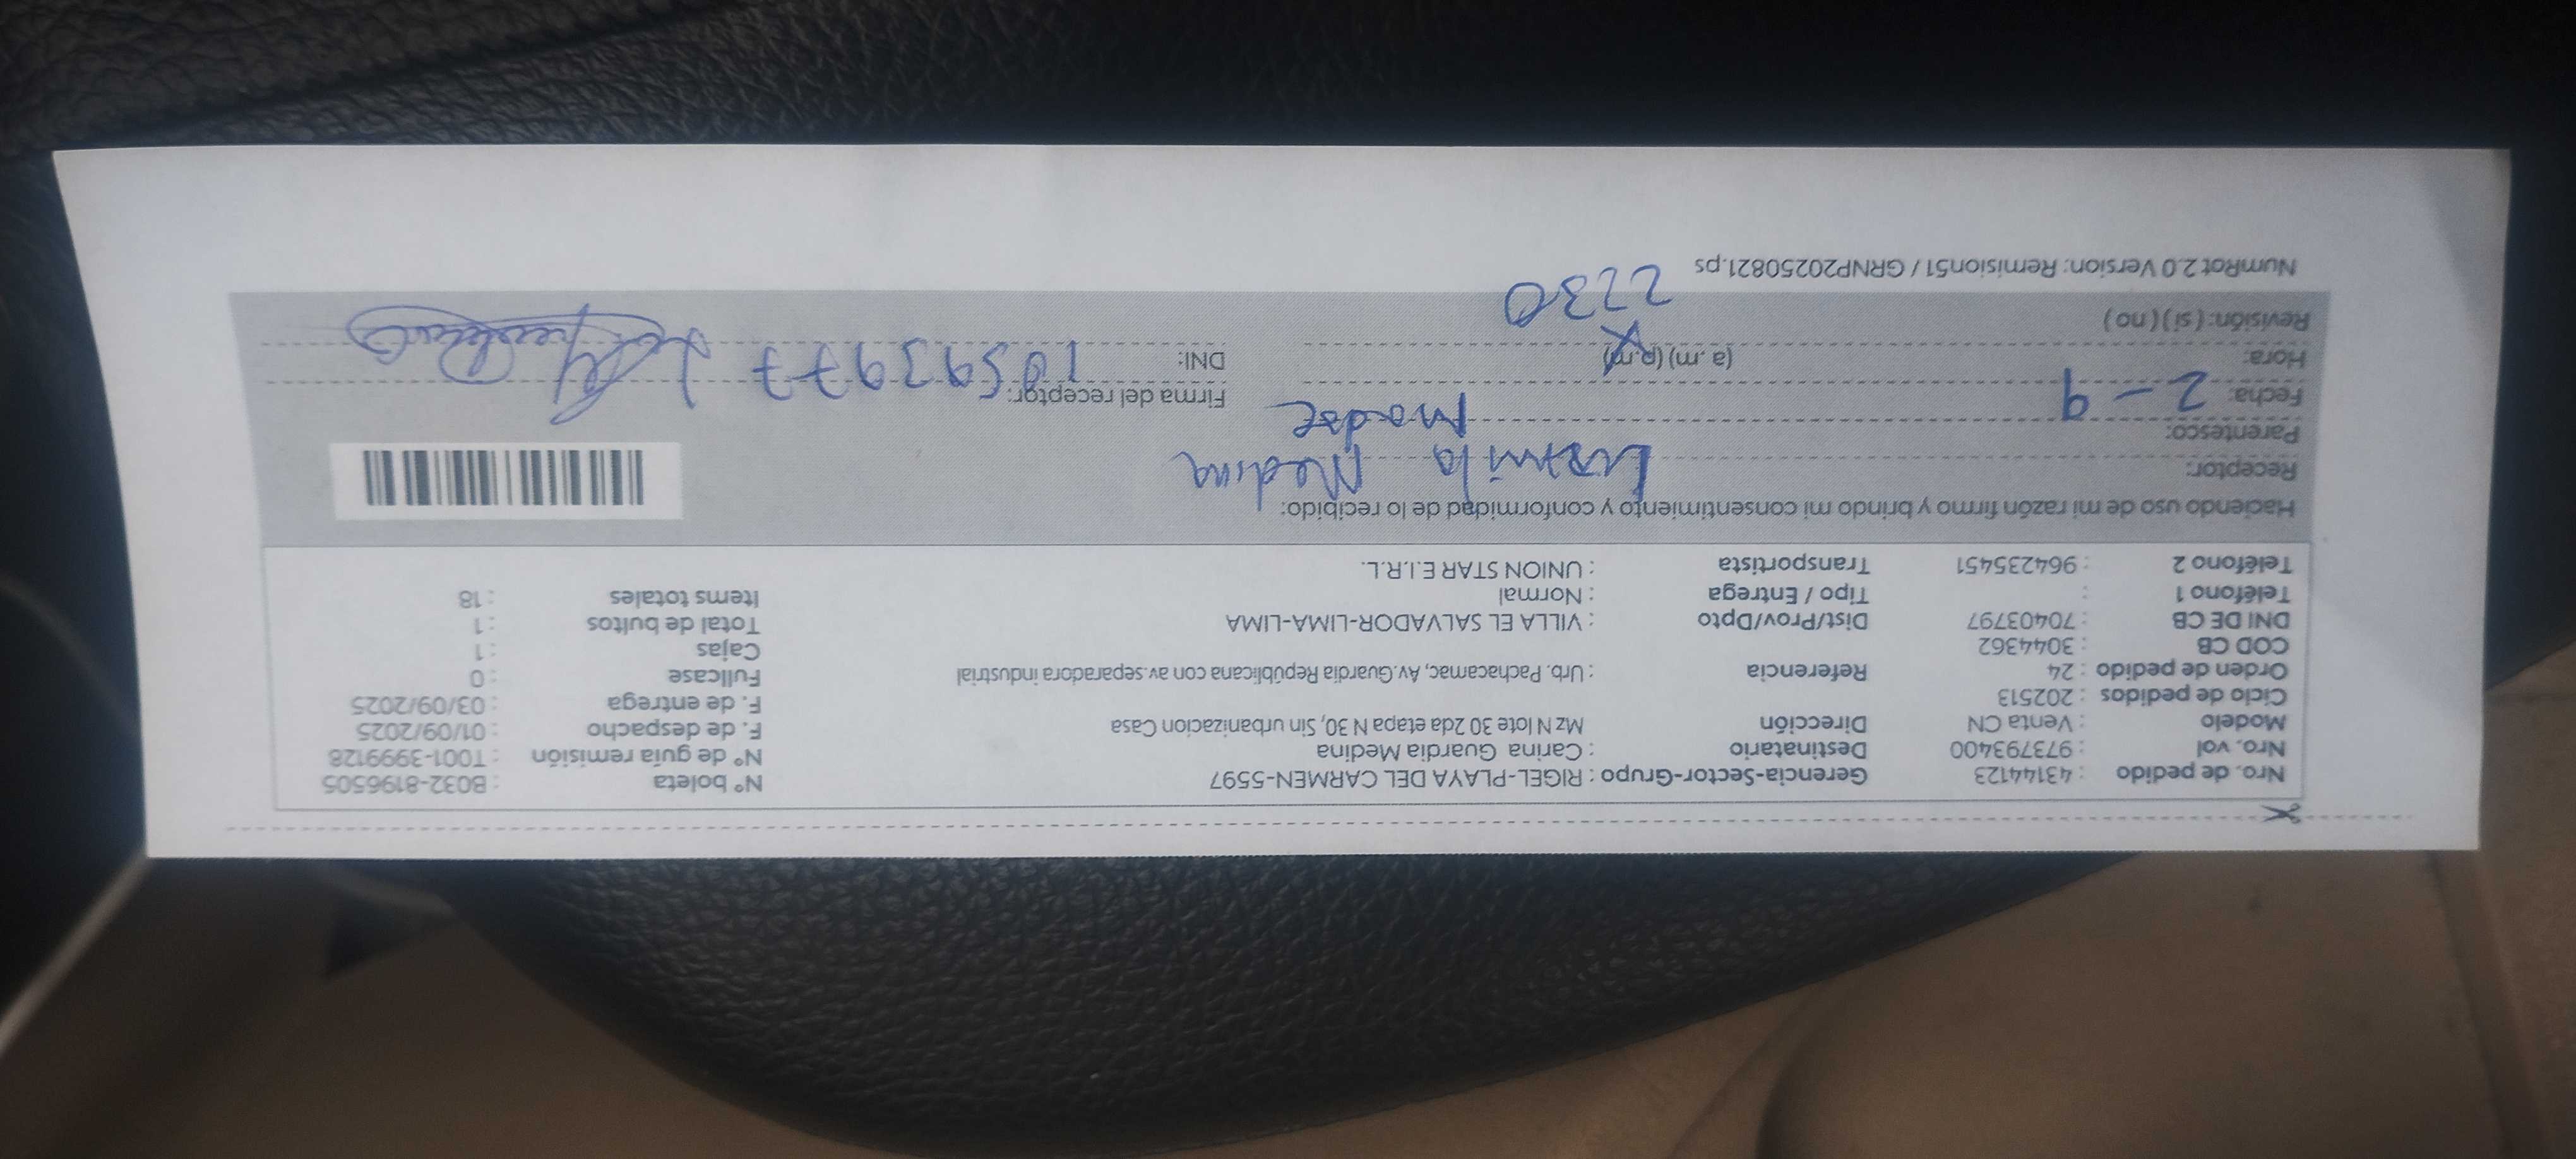 Nro. de pedido : 43144123 Gerencia-Sector-Grupo : RIGEL-PLAYA DEL CARMEN-5597 N° boleta : B032-8196505
Nro. vol : 973793400 Destinatario : Carina Guardia Medina N° de guía remisión : T001-3999128
Modelo : Venta CN Dirección Mz N lote 30 2da etapa N 30, Sin urbanizacion Casa F. de despacho : 01/09/2025
Ciclo de pedidos : 202513 F. de entrega : 03/09/2025
Orden de pedido : 24 Referencia : Urb. Pachacamac, Av.Guardia Republicana con av.separadora industrial Fullcase : 0
COD CB : 3044362 Cajas : 1
DNI DE CB : 70403797 Dist/Prov/Dpto : VILLA EL SALVADOR-LIMA-LIMA Total de bultos : 1
Teléfono 1 : Tipo / Entrega : Normal Items totales : 18
Teléfono 2 : 964235451 Transportista : UNION STAR E.I.R.L.
Haciendo uso de mi razón firmo y brindo mi consentimiento y conformidad de lo recibido:
Receptor: Medina
Parentesco: Madre
Fecha: 2-9 Firma del receptor:
Hora: (a .m) (p.m) DNI: 10593977
Revisión: ( si ) ( no ) 2230
NumRot 2.0 Version: Remision51 / GRNP20250821.ps